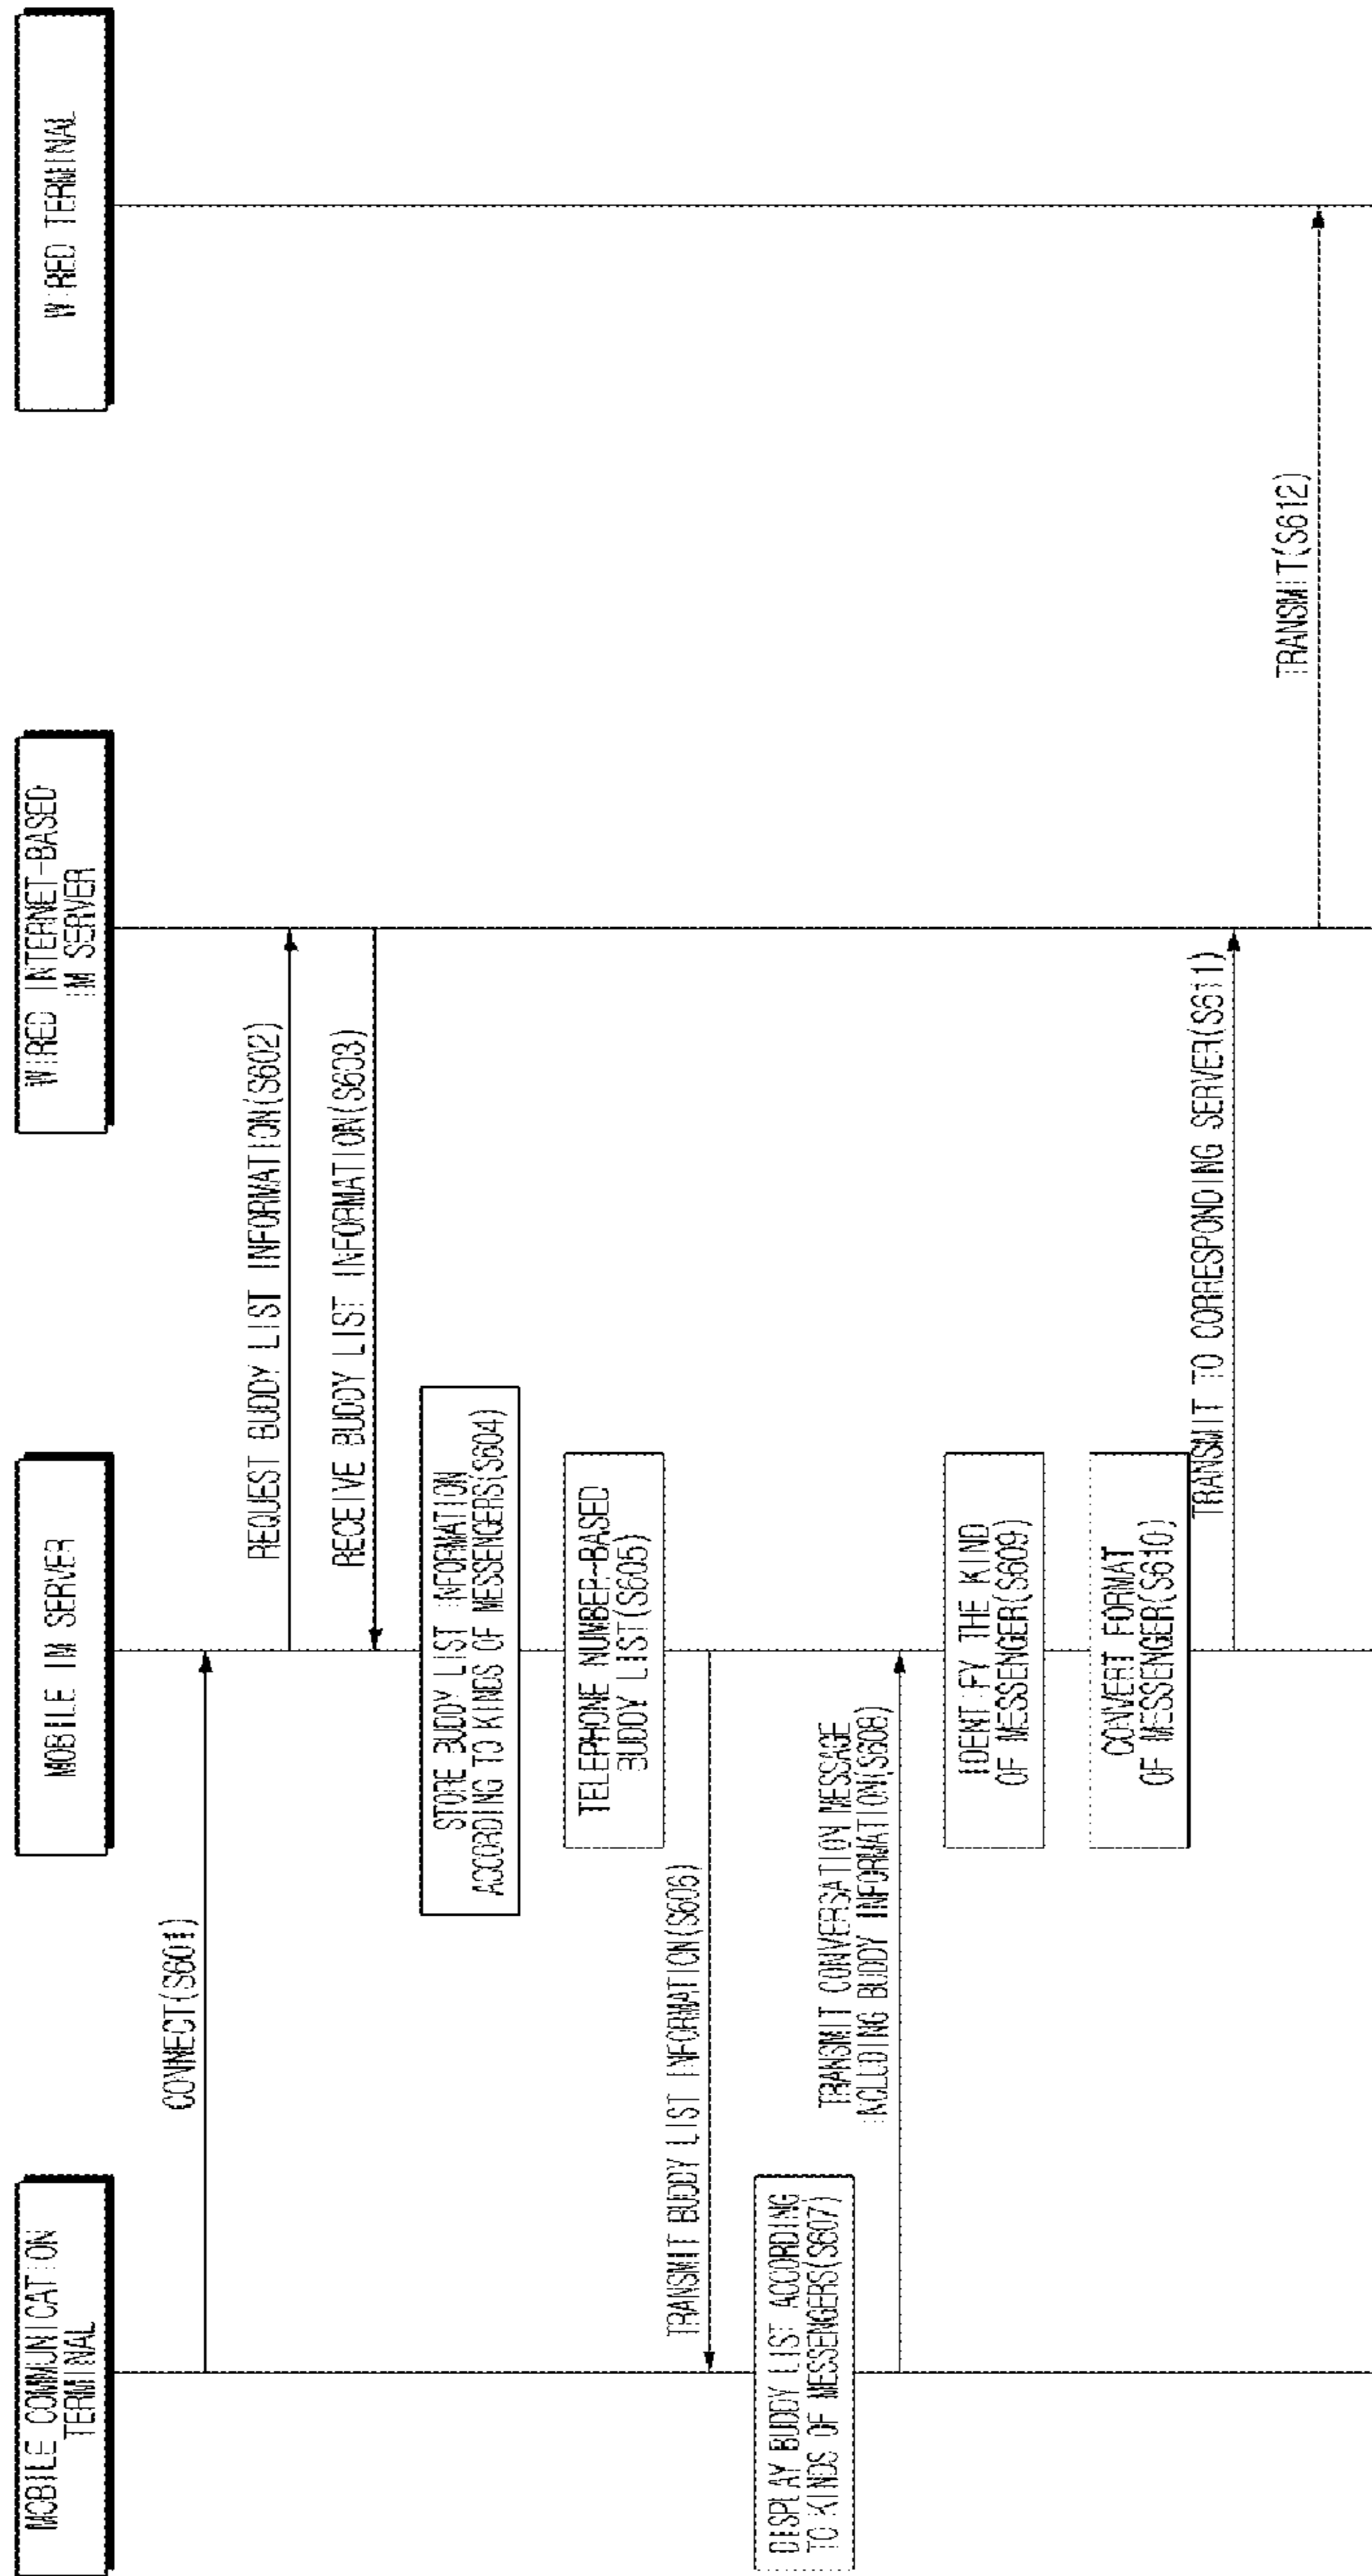 MOBILE COMMUNICATION
TERMINAL
MOBILE IM SERVER
WIRED INTERNET-BASED
IM SERVER
WIRED TERMINAL
CONNECT(S601)
REQUEST BUDDY LIST INFORMATION(S602)
RECEIVE BUDDY LIST INFORMATION(S603)
STORE BUDDY LIST INFORMATION
ACCORDING TO KINDS OF MESSENGERS(S604)
TELEPHONE NUMBER-BASED
BUDDY LIST(S605)
TRANSMIT BUDDY LIST INFORMATION(S606)
DISPLAY BUDDY LIST ACCORDING
TO KINDS OF MESSENGERS(S607)
TRANSMIT CONVERSATION MESSAGE
INCLUDING BUDDY INFORMATION(S608)
IDENTIFY THE KIND
OF MESSENGER(S609)
CONVERT FORMAT
OF MESSENGER(S610)
TRANSMIT TO CORRESPONDING SERVER(S611)
TRANSMIT(S612)